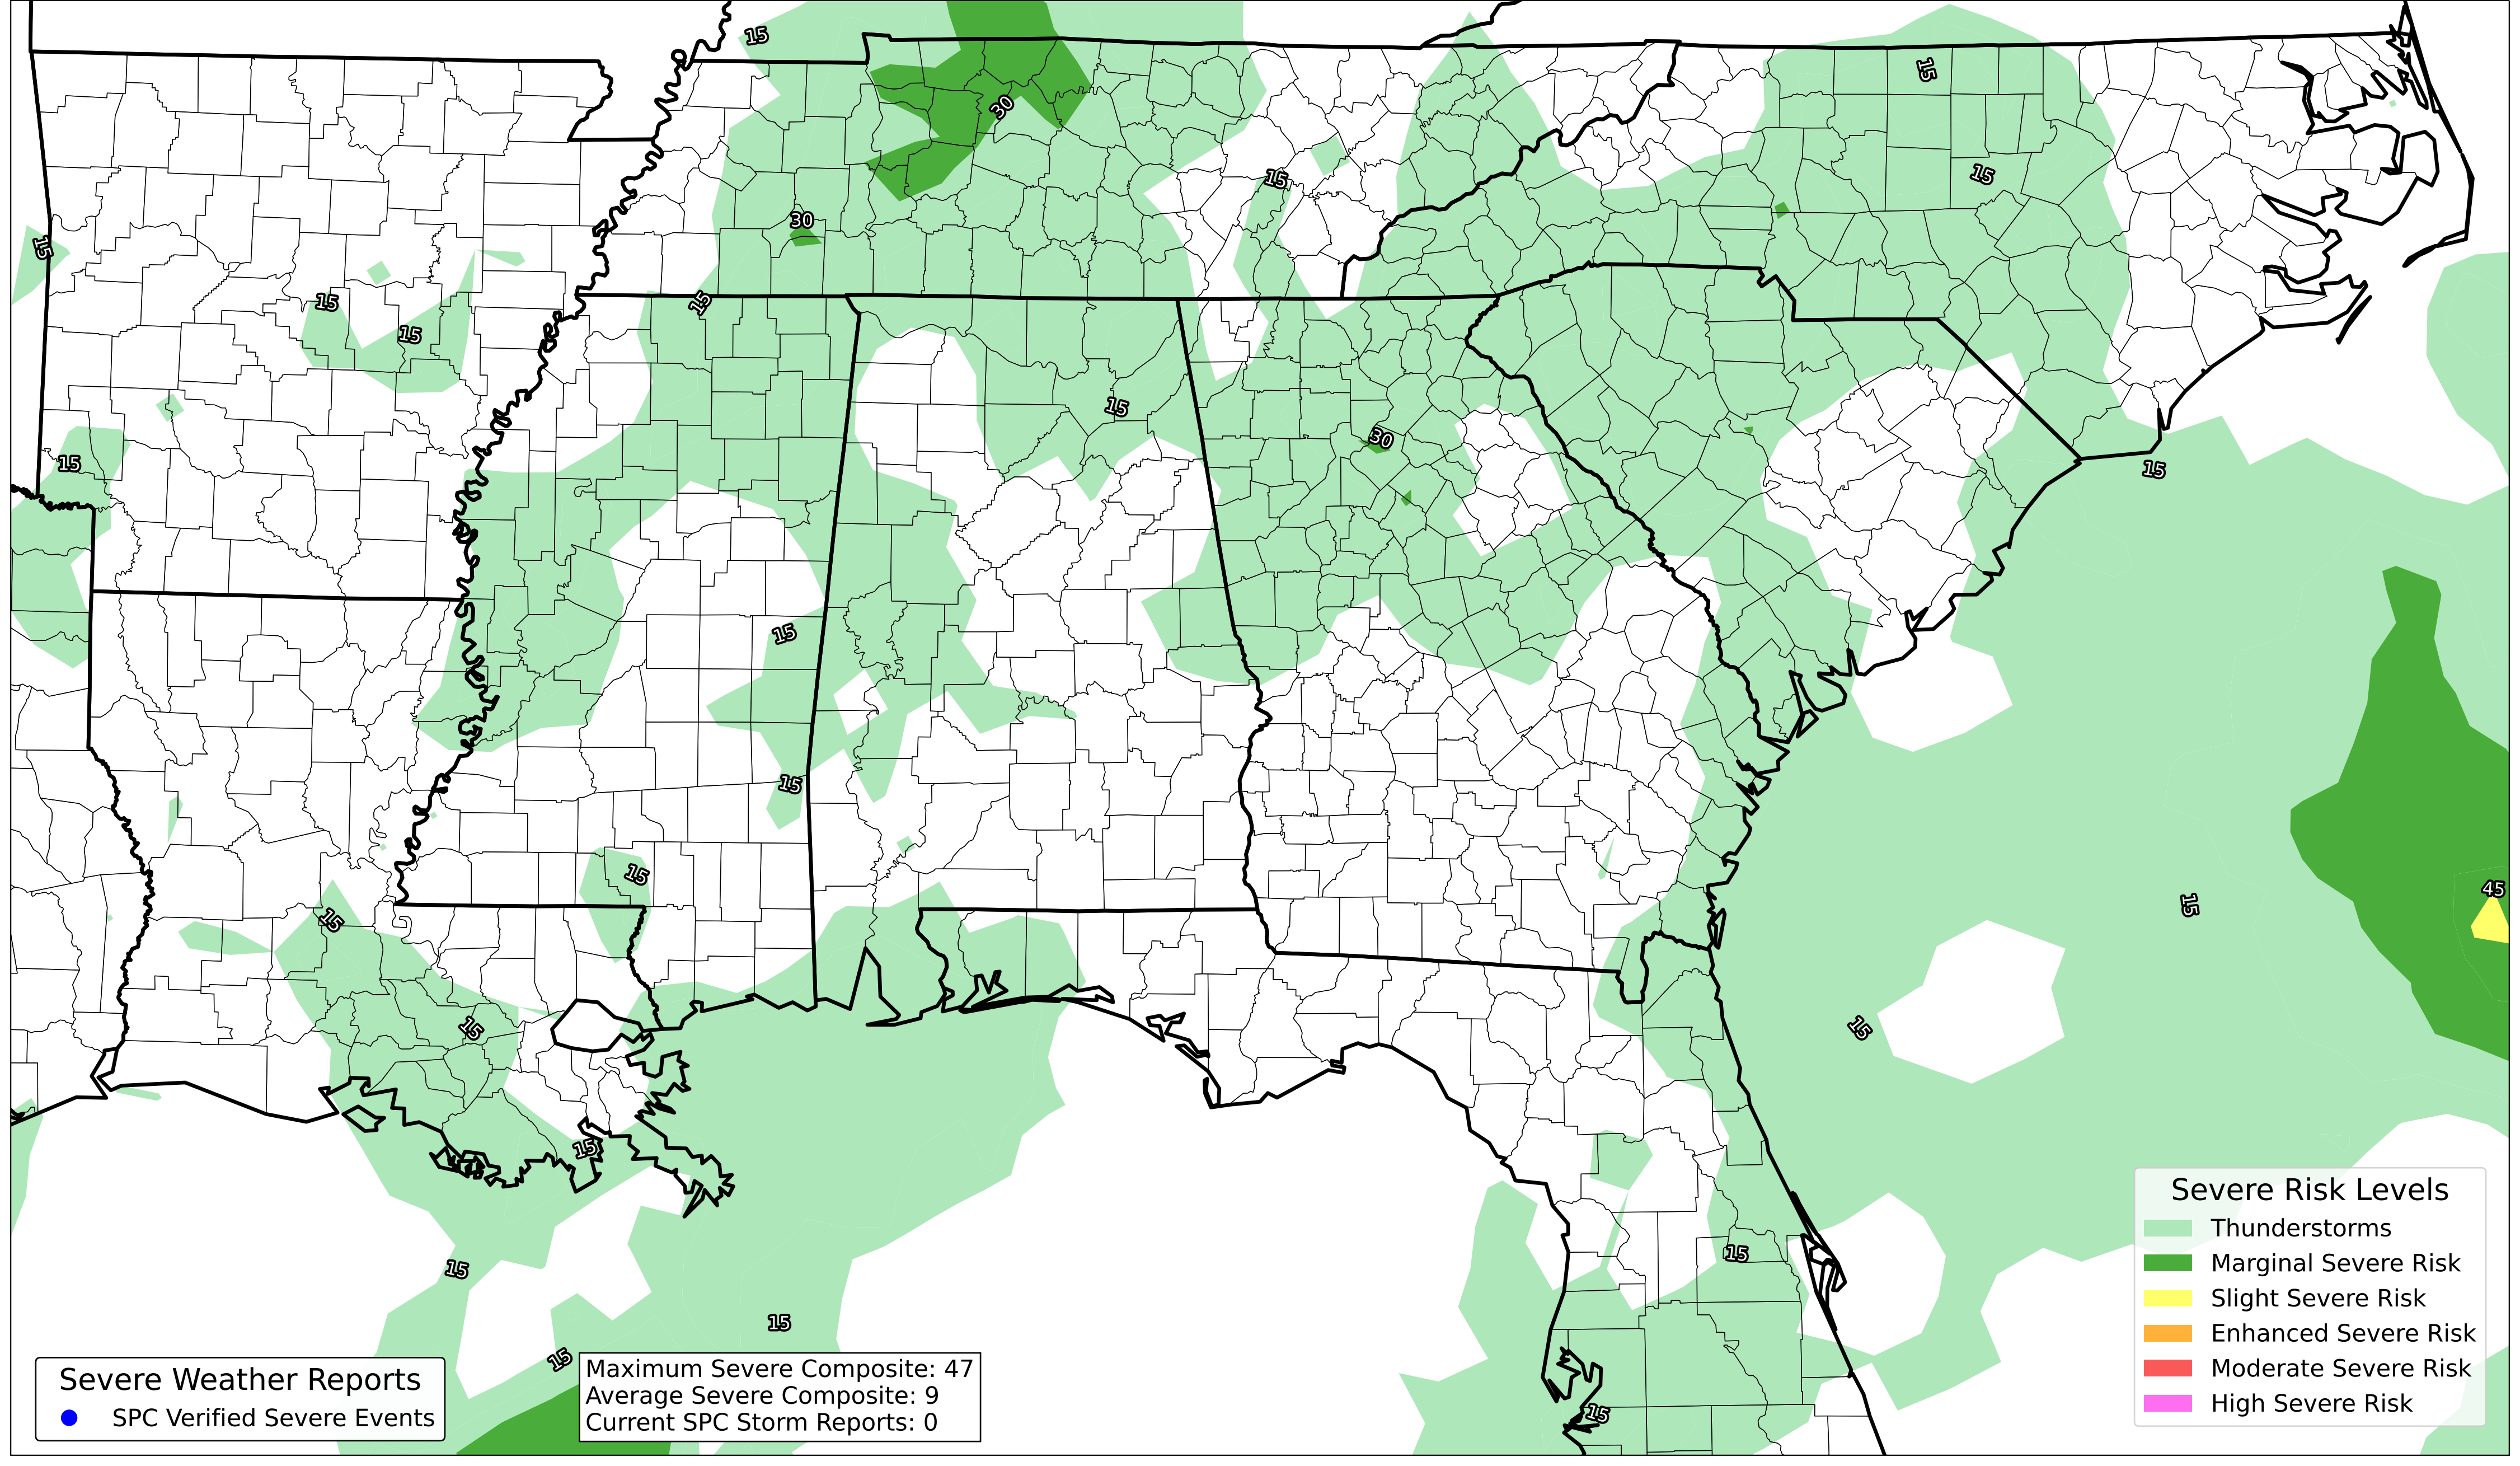 15
15
30
15
15
15
30
15
15
15
15
15
30
15
15
15
15
15
45
15
15
15
15
15
15
15
15
15
15
Severe Risk Levels
Thunderstorms
Marginal Severe Risk
Slight Severe Risk
Enhanced Severe Risk
Moderate Severe Risk
High Severe Risk
Severe Weather Reports
SPC Verified Severe Events
Maximum Severe Composite: 47
Average Severe Composite: 9
Current SPC Storm Reports: 0